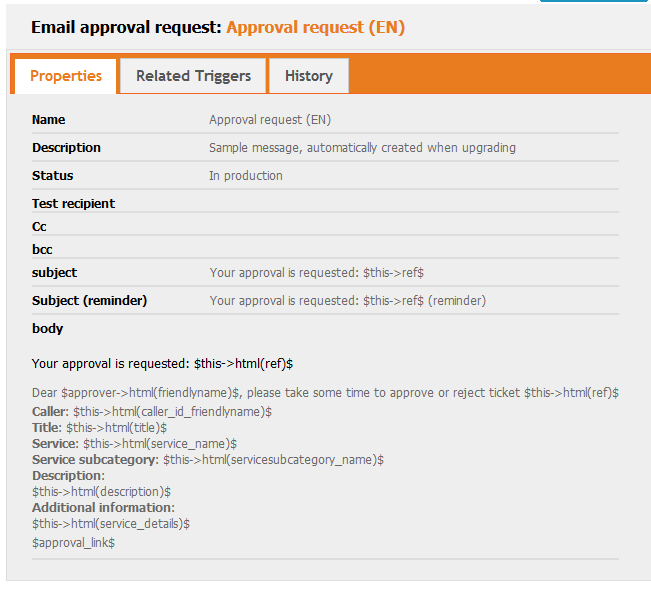 Email approval request: Approval request (EN)
Properties Related Triggers History
Name Approval request (EN)
Description Sample message, automatically created when upgrading
Status In production
Test recipient
Cc
bcc
subject Your approval is requested: $this->ref$
Subject (reminder) Your approval is requested: $this->ref$ (reminder)
body
Your approval is requested: $this->html(ref)$
Dear $approver->html(friendlyname)$, please take some time to approve or reject ticket $this->html(ref)$
Caller: $this->html(caller_id_friendlyname)$
Title: $this->html(title)$
Service: $this->html(service_name)$
Service subcategory: $this->html(servicesubcategory_name)$
Description:
$this->html(description)$
Additional information:
$this->html(service_details)$
$approval_link$